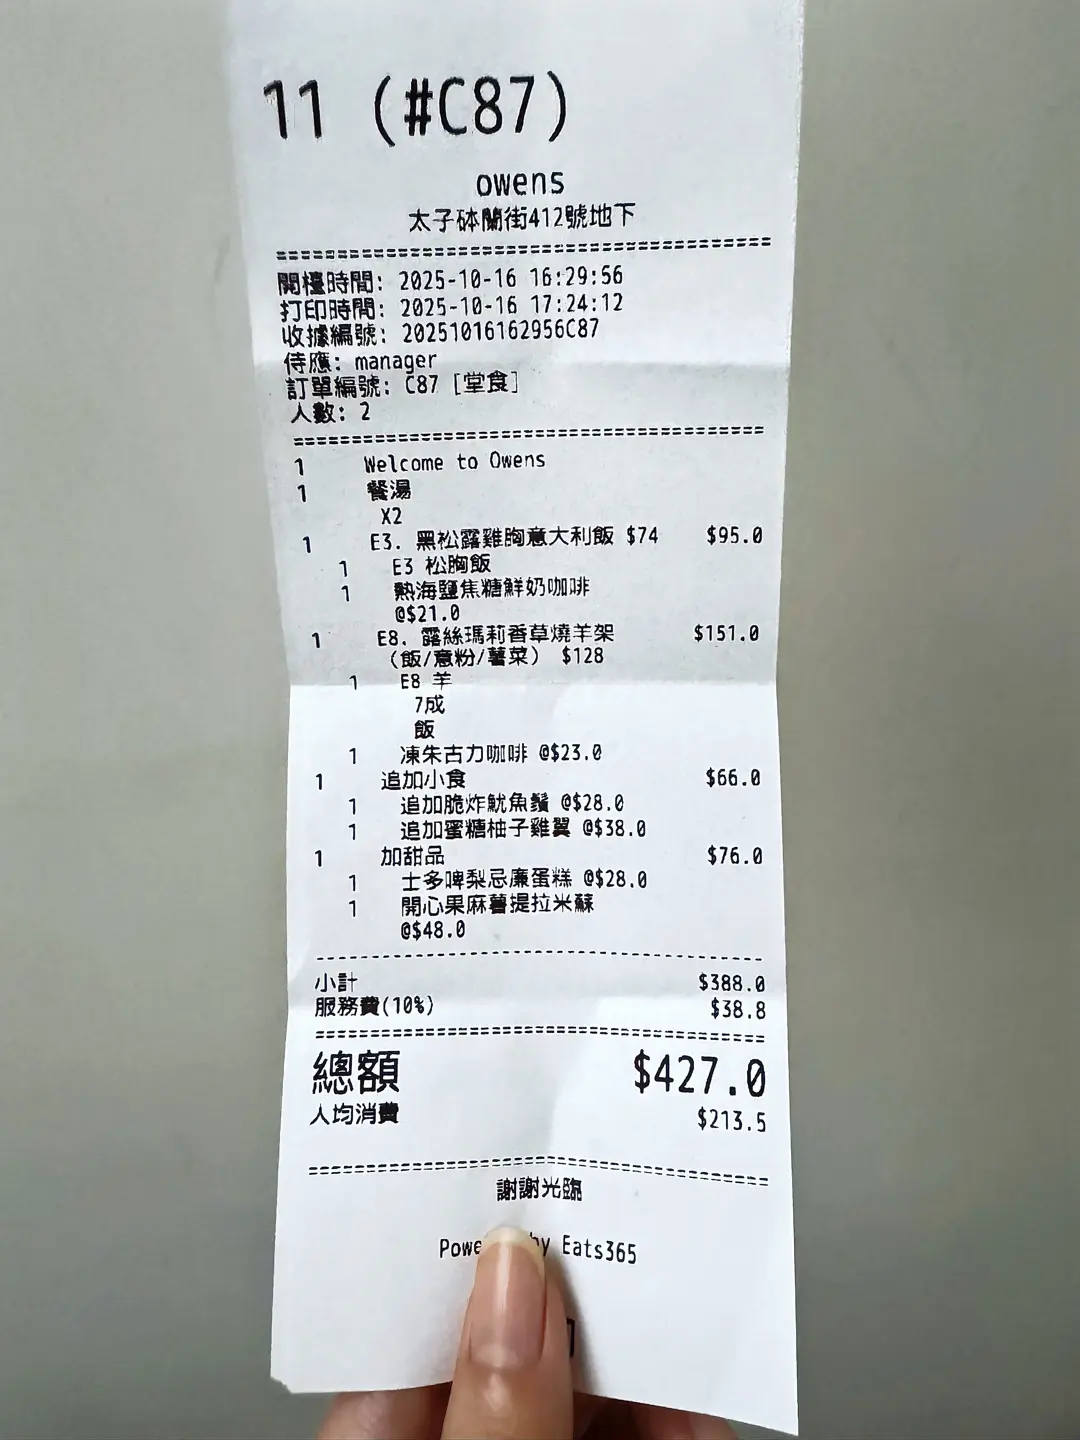 11 (#C87)
owens
太子砵蘭街412號地下
開檯時間: 2025-10-16 16:29:56
打印時間: 2025-10-16 17:24:12
收據編號: 20251016162956C87
侍應: manager
訂單編號: C87 [堂食]
人數: 2
1 Welcome to Owens
1 餐湯
X2
1 E3. 黑松露雞胸意大利飯 $74 $95.0
1 E3 松胸飯
1 熱海鹽焦糖鮮奶咖啡
@$21.0
1 E8. 露絲瑪莉香草燒羊架 $151.0
(飯/意粉/薯菜) $128
1 E8 羊
7成
飯
1 凍朱古力咖啡 @$23.0
1 追加小食 $66.0
1 追加脆炸魷魚鬚 @$28.0
1 追加蜜糖柚子雞翼 @$38.0
1 加甜品 $76.0
1 士多啤梨忌廉蛋糕 @$28.0
1 開心果麻薯提拉米蘇
@$48.0
小計 $388.0
服務費(10%) $38.8
總額 $427.0
人均消費 $213.5
謝謝光臨
by Eats365